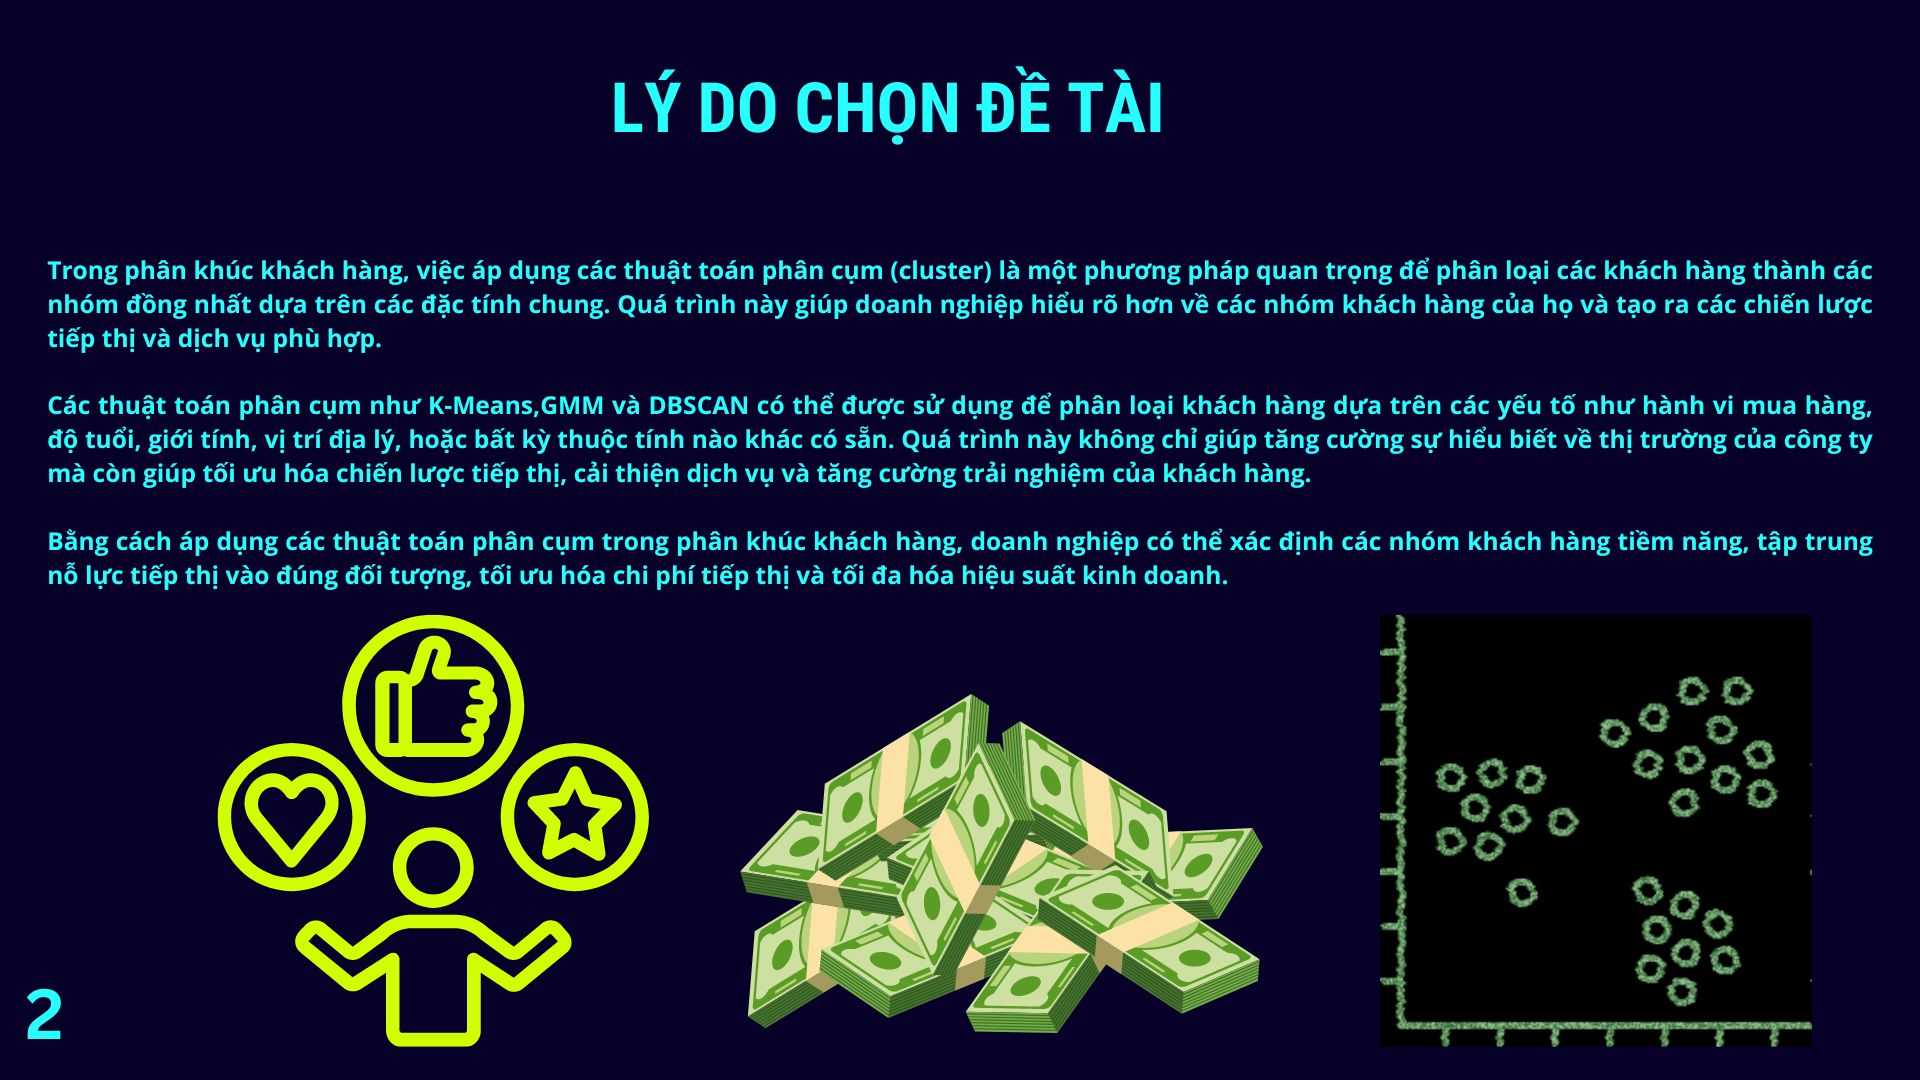 LÝ DO CHỌN ĐỀ TÀI
Trong phân khúc khách hàng, việc áp dụng các thuật toán phân cụm (cluster) là một phương pháp quan trọng để phân loại các khách hàng thành các
nhóm đồng nhất dựa trên các đặc tính chung. Quá trình này giúp doanh nghiệp hiểu rõ hơn về các nhóm khách hàng của họ và tạo ra các chiến lược
tiếp thị và dịch vụ phù hợp.
Các thuật toán phân cụm như K-Means,GMM và DBSCAN có thể được sử dụng để phân loại khách hàng dựa trên các yếu tố như hành vi mua hàng,
độ tuổi, giới tính, vị trí địa lý, hoặc bất kỳ thuộc tính nào khác có sẵn. Quá trình này không chỉ giúp tăng cường sự hiểu biết về thị trường của công ty
mà còn giúp tối ưu hóa chiến lược tiếp thị, cải thiện dịch vụ và tăng cường trải nghiệm của khách hàng.
Bằng cách áp dụng các thuật toán phân cụm trong phân khúc khách hàng, doanh nghiệp có thể xác định các nhóm khách hàng tiềm năng, tập trung
nỗ lực tiếp thị vào đúng đối tượng, tối ưu hóa chi phí tiếp thị và tối đa hóa hiệu suất kinh doanh.
2